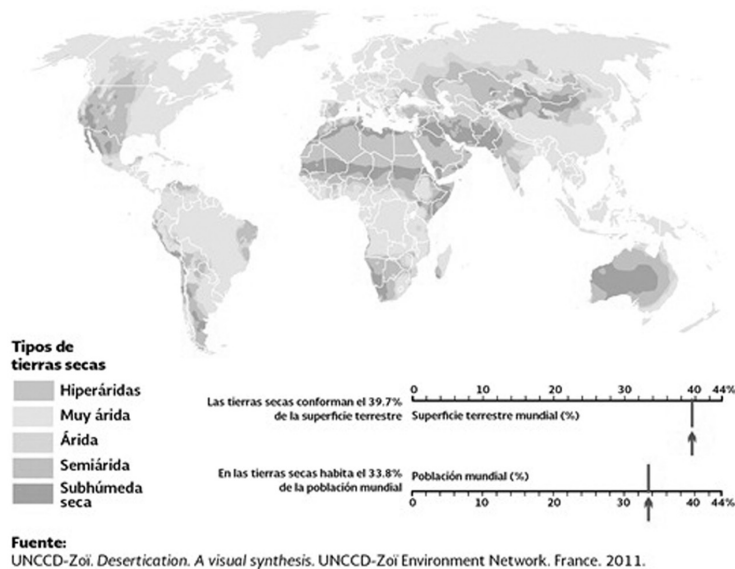 Tipos de
tierras secas
Hiperáridas
Muy árida
Árida
Semiárida
Subhúmeda
seca
Las tierras secas conforman el 39.7%
de la superficie terrestre
0 10 20 30 40 44%
Superficie terrestre mundial (%)
En las tierras secas habita el 33.8%
de la población mundial
Población mundial (%)
0 10 20 30 40 44%
Fuente:
UNCCD-Zoï. Desertication. A visual synthesis. UNCCD-Zoï Environment Network. France. 2011.